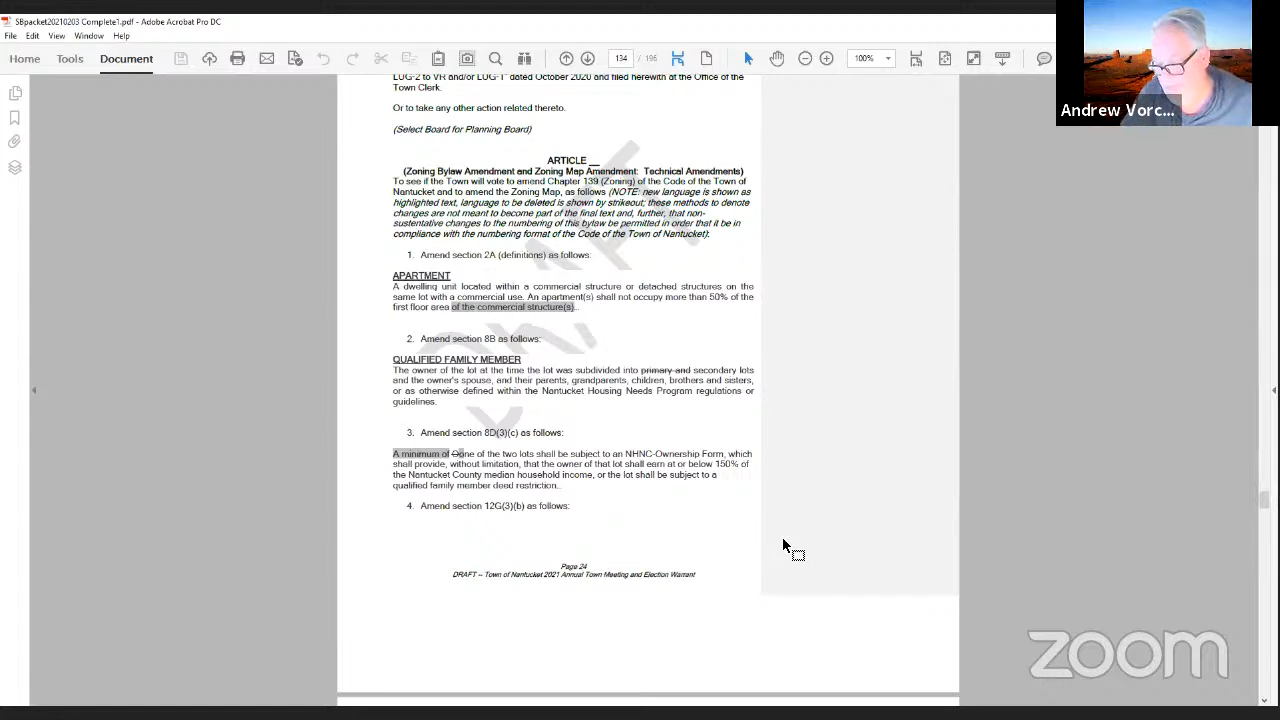 SBpacket20210203 Complete1.pdf - Adobe Acrobat Pro DC
File Edit View Window Help
Home Tools Document 134 / 196 100%
Andrew Vorc...
LUG-2 to VR and/or LUG-1" dated October 2020 and filed herewith at the Office of the
Town Clerk.
Or to take any other action related thereto.
(Select Board for Planning Board)
ARTICLE __
(Zoning Bylaw Amendment and Zoning Map Amendment: Technical Amendments)
To see if the Town will vote to amend Chapter 139 (Zoning) of the Code of the Town of
Nantucket and to amend the Zoning Map, as follows (NOTE: new language is shown as
highlighted text, language to be deleted is shown by strikeout; these methods to denote
changes are not meant to become part of the final text and, further, that non-
sustentative changes to the numbering of this bylaw be permitted in order that it be in
compliance with the numbering format of the Code of the Town of Nantucket):
1. Amend section 2A (definitions) as follows:
APARTMENT
A dwelling unit located within a commercial structure or detached structures on the
same lot with a commercial use. An apartment(s) shall not occupy more than 50% of the
first floor area of the commercial structure(s)..
2. Amend section 8B as follows:
QUALIFIED FAMILY MEMBER
The owner of the lot at the time the lot was subdivided into primary and secondary lots
and the owner's spouse, and their parents, grandparents, children, brothers and sisters,
or as otherwise defined within the Nantucket Housing Needs Program regulations or
guidelines.
3. Amend section 8D(3)(c) as follows:
A minimum of Oone of the two lots shall be subject to an NHNC-Ownership Form, which
shall provide, without limitation, that the owner of that lot shall earn at or below 150% of
the Nantucket County median household income, or the lot shall be subject to a
qualified family member deed restriction..
4. Amend section 12G(3)(b) as follows:
Page 24
DRAFT -- Town of Nantucket 2021 Annual Town Meeting and Election Warrant
DRAFT
zoom